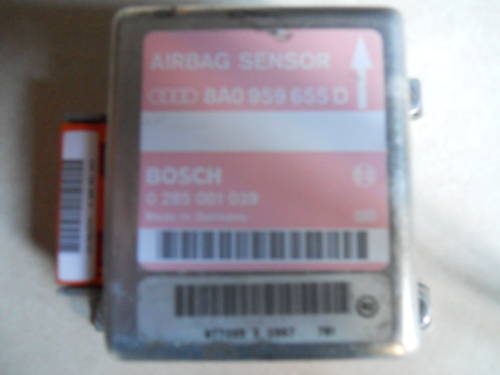 AIRBAG SENSOR
8A0 959 655 D
BOSCH
0 285 001 039
Made in Germany